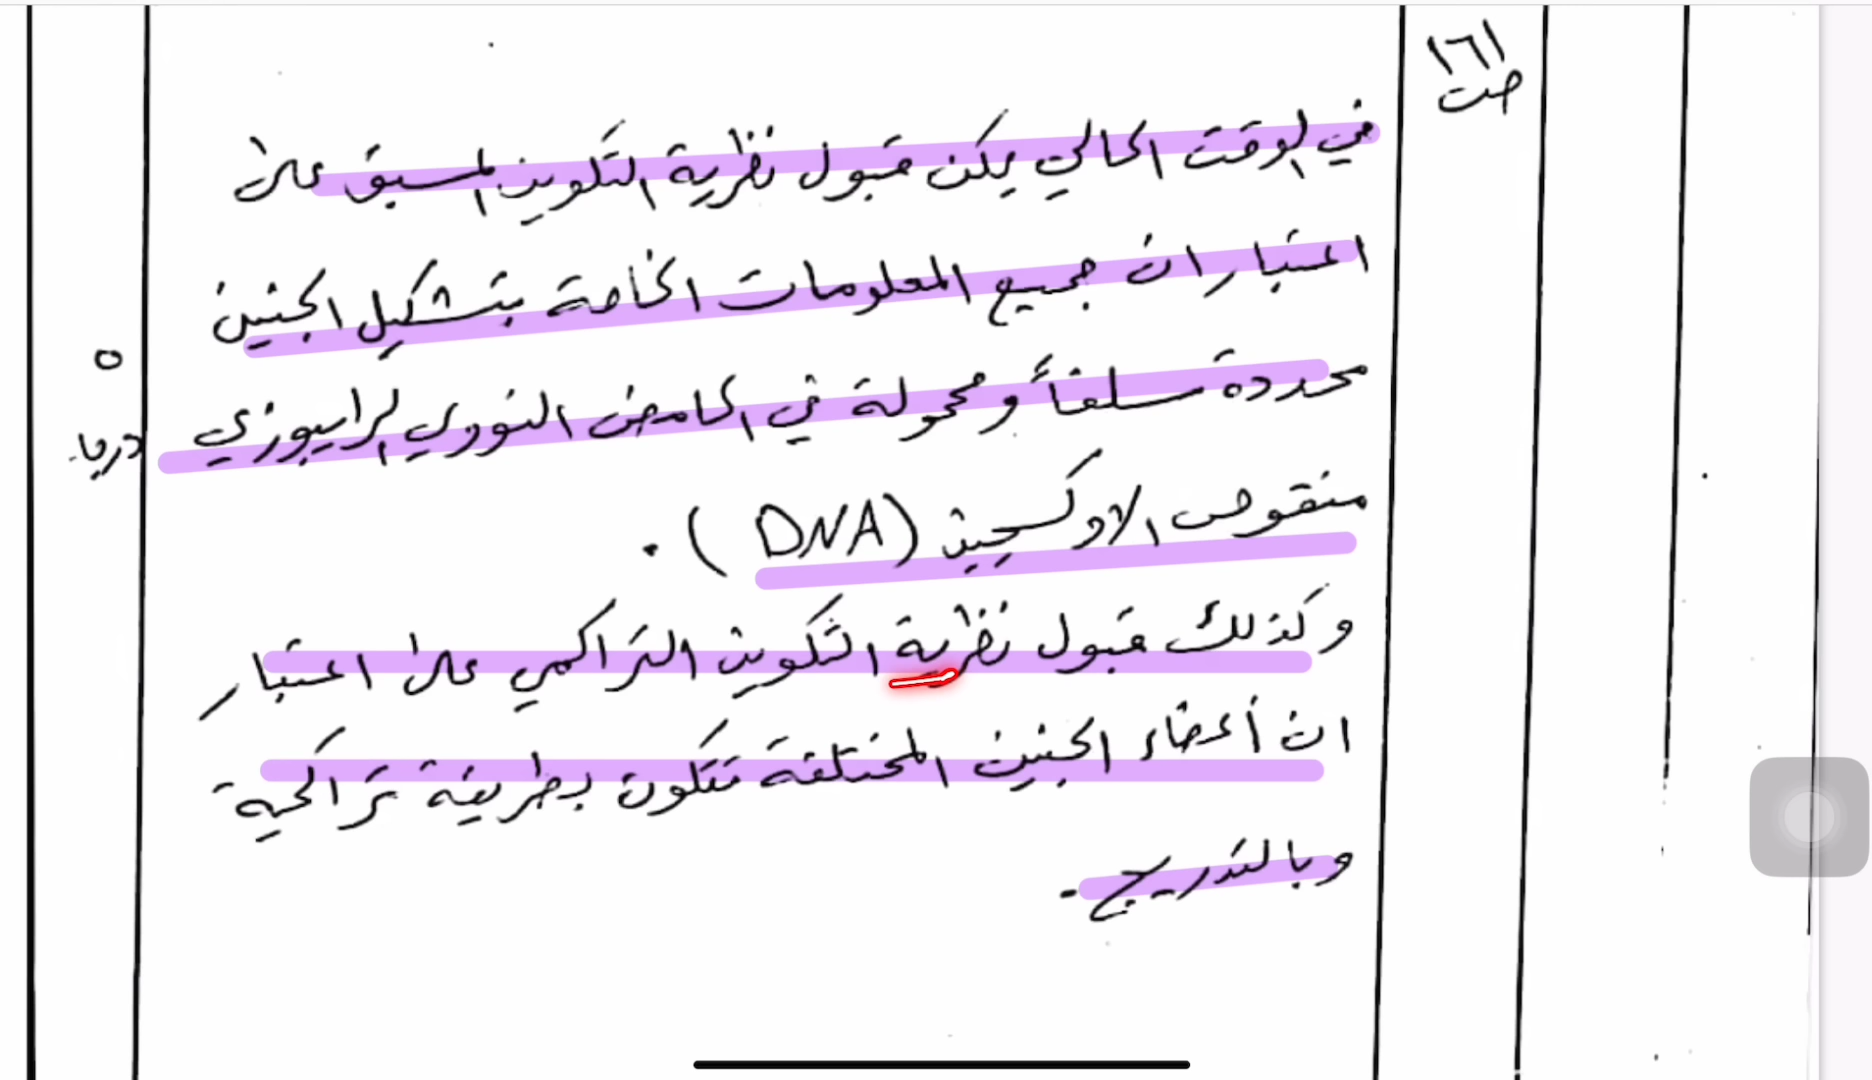 ١٦١
صت
في الوقت الحالي يمكن قبول نظرية التكوين المسبق على
اعتبار ان جميع المعلومات الخاصة بتشكيل الجنين
محددة سلفاً ومحمولة في الحامض النووي الرايبوزي
منقوص الاوكسجين (DNA) .
وكذلك قبول نظرية التكوين التراكمي على اعتبار
ان أعضاء الجنين المختلفة تتكون بطريقة تراكمية
وبالتدريج .
٥
درجات